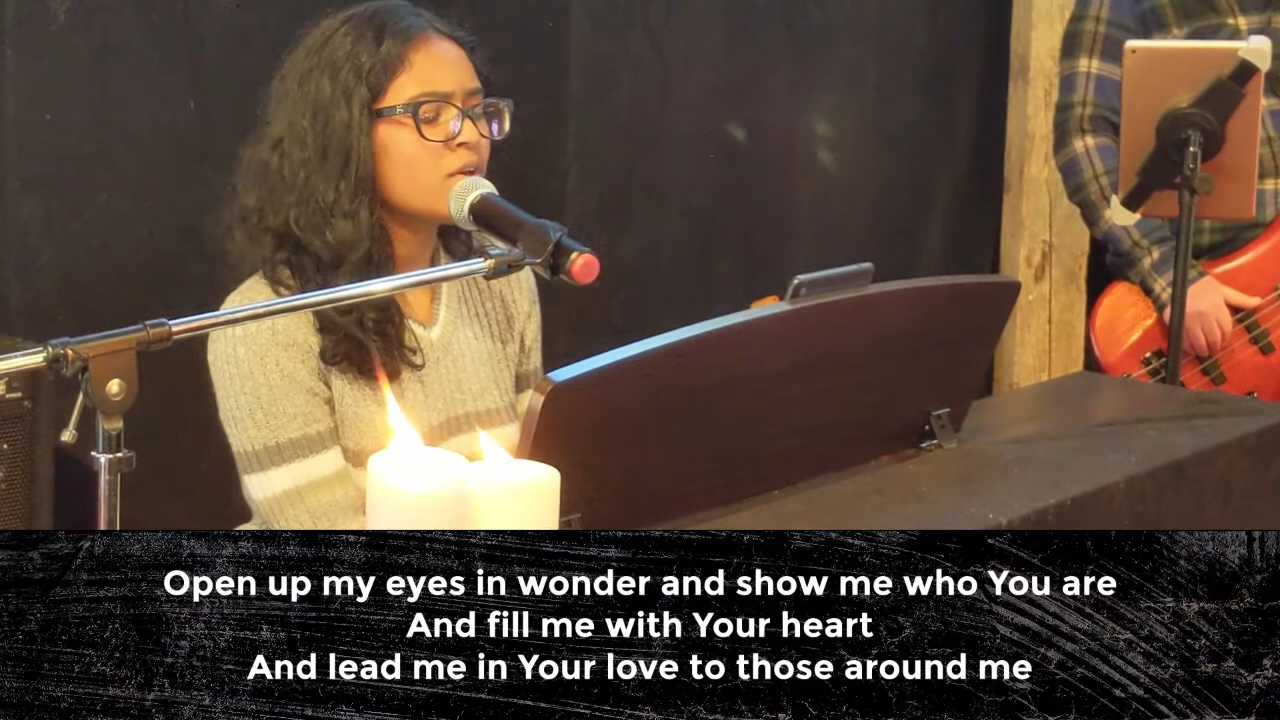 Open up my eyes in wonder and show me who You are
And fill me with Your heart
And lead me in Your love to those around me